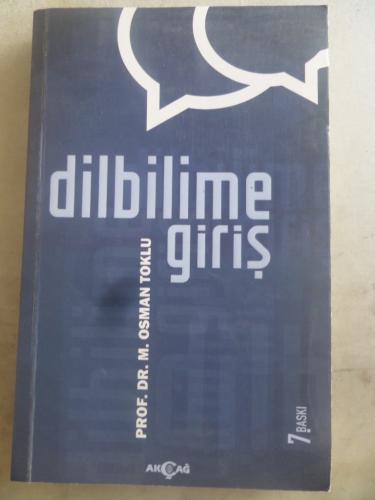 dilbilime
giriş
PROF. DR. M. OSMAN TOKLU
7. BASKI
AKÇAĞ